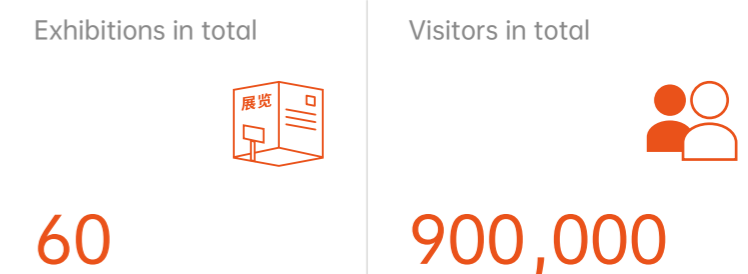 Exhibitions in total
Visitors in total
展览
60
900,000